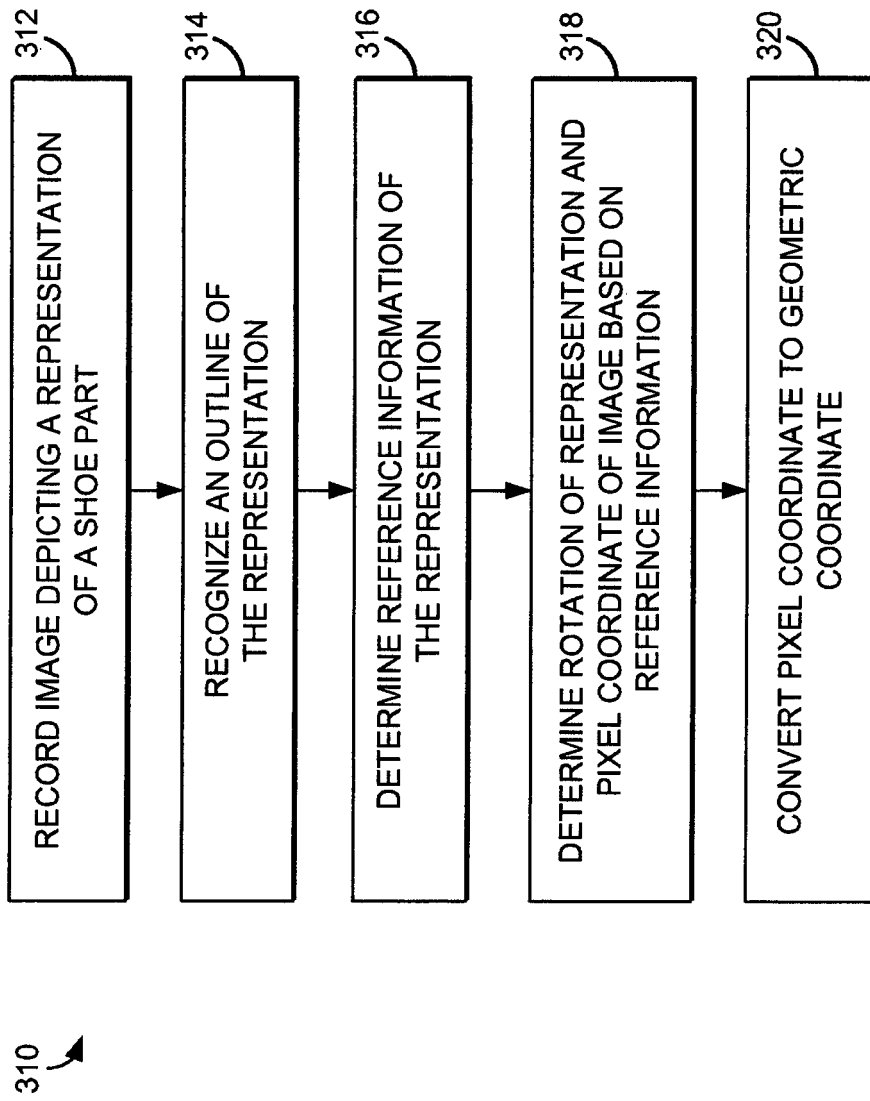 310
312
RECORD IMAGE DEPICTING A REPRESENTATION
OF A SHOE PART
314
RECOGNIZE AN OUTLINE OF
THE REPRESENTATION
316
DETERMINE REFERENCE INFORMATION OF
THE REPRESENTATION
318
DETERMINE ROTATION OF REPRESENTATION AND
PIXEL COORDINATE OF IMAGE BASED ON
REFERENCE INFORMATION
320
CONVERT PIXEL COORDINATE TO GEOMETRIC
COORDINATE